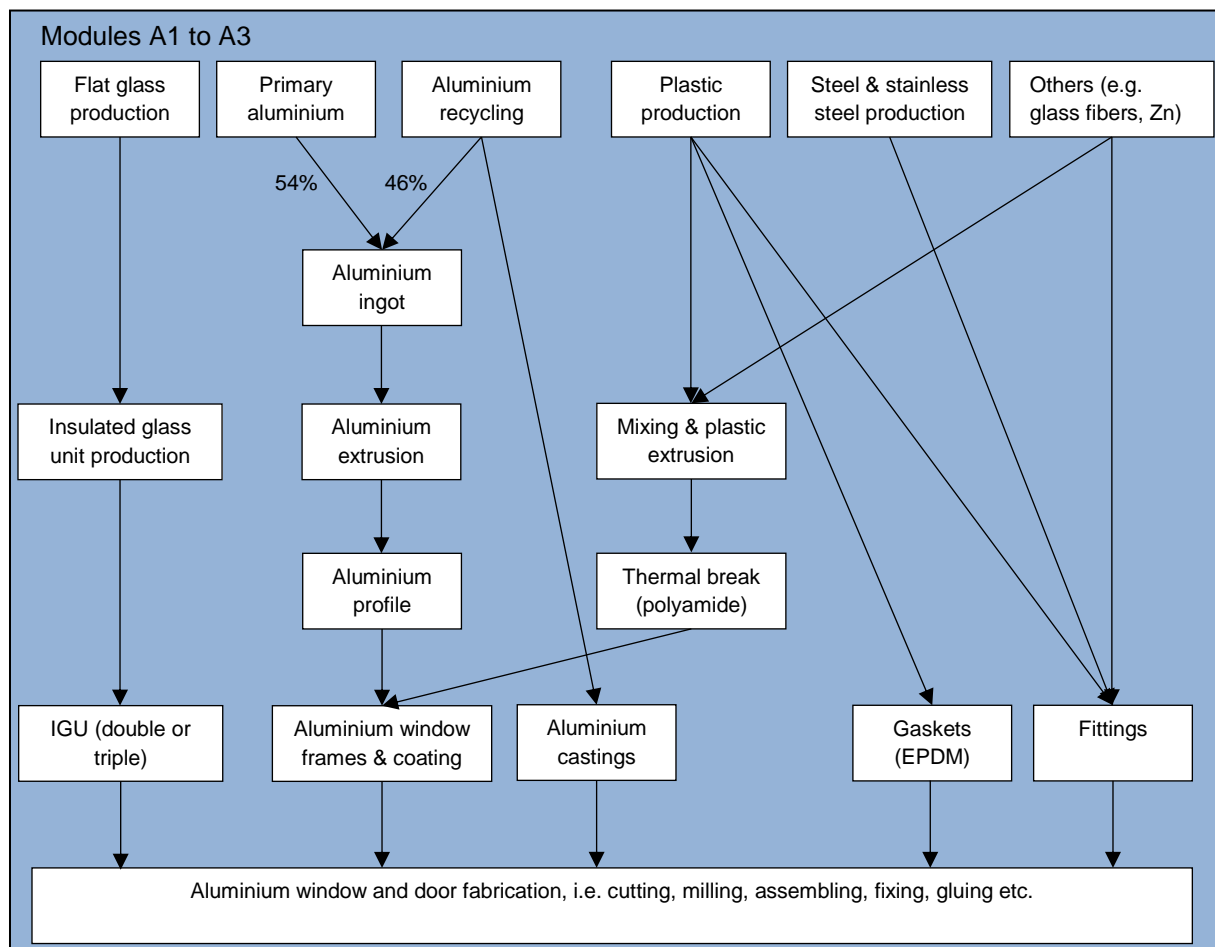 Modules A1 to A3
Flat glass
production
Primary
aluminium
Aluminium
recycling
Plastic
production
Steel & stainless
steel production
Others (e.g.
glass fibers, Zn)
54%
46%
Aluminium
ingot
Insulated glass
unit production
Aluminium
extrusion
Mixing & plastic
extrusion
Aluminium
profile
Thermal break
(polyamide)
IGU (double or
triple)
Aluminium window
frames & coating
Aluminium
castings
Gaskets
(EPDM)
Fittings
Aluminium window and door fabrication, i.e. cutting, milling, assembling, fixing, gluing etc.